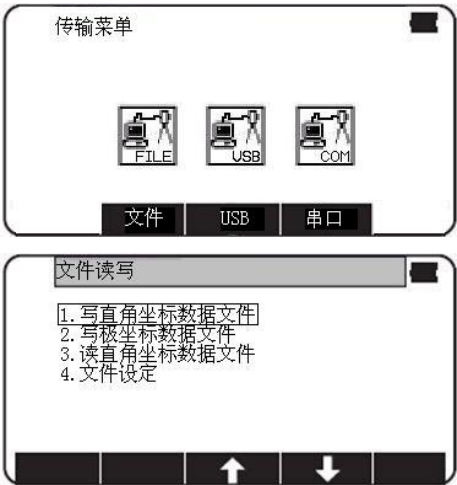 传输菜单
FILE USB COM
文件 USB 串口
文件读写
1.写直角坐标数据文件
2.写极坐标数据文件
3.读直角坐标数据文件
4.文件设定